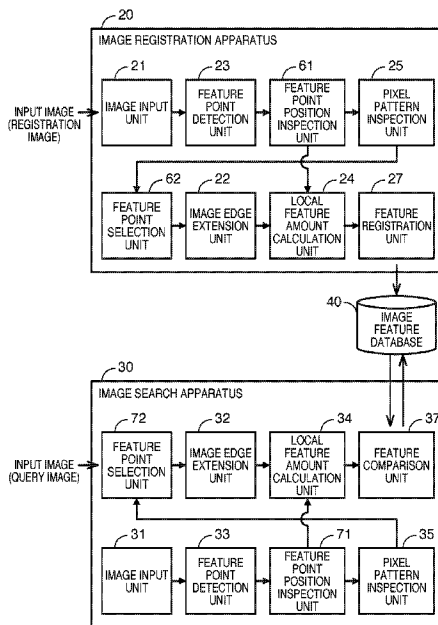 20
IMAGE REGISTRATION APPARATUS
21
23
61
25
INPUT IMAGE
(REGISTRATION
IMAGE)
IMAGE INPUT
UNIT
FEATURE
POINT
DETECTION
UNIT
FEATURE
POINT
POSITION
INSPECTION
UNIT
PIXEL
PATTERN
INSPECTION
UNIT
62
22
24
27
FEATURE
POINT
SELECTION
UNIT
IMAGE EDGE
EXTENSION
UNIT
LOCAL
FEATURE
AMOUNT
CALCULATION
UNIT
FEATURE
REGISTRATION
UNIT
40
IMAGE
FEATURE
DATABASE
30
IMAGE SEARCH APPARATUS
72
32
34
37
INPUT IMAGE
(QUERY IMAGE)
FEATURE
POINT
SELECTION
UNIT
IMAGE EDGE
EXTENSION
UNIT
LOCAL
FEATURE
AMOUNT
CALCULATION
UNIT
FEATURE
COMPARISON
UNIT
31
33
71
35
IMAGE INPUT
UNIT
FEATURE
POINT
DETECTION
UNIT
FEATURE
POINT
POSITION
INSPECTION
UNIT
PIXEL
PATTERN
INSPECTION
UNIT